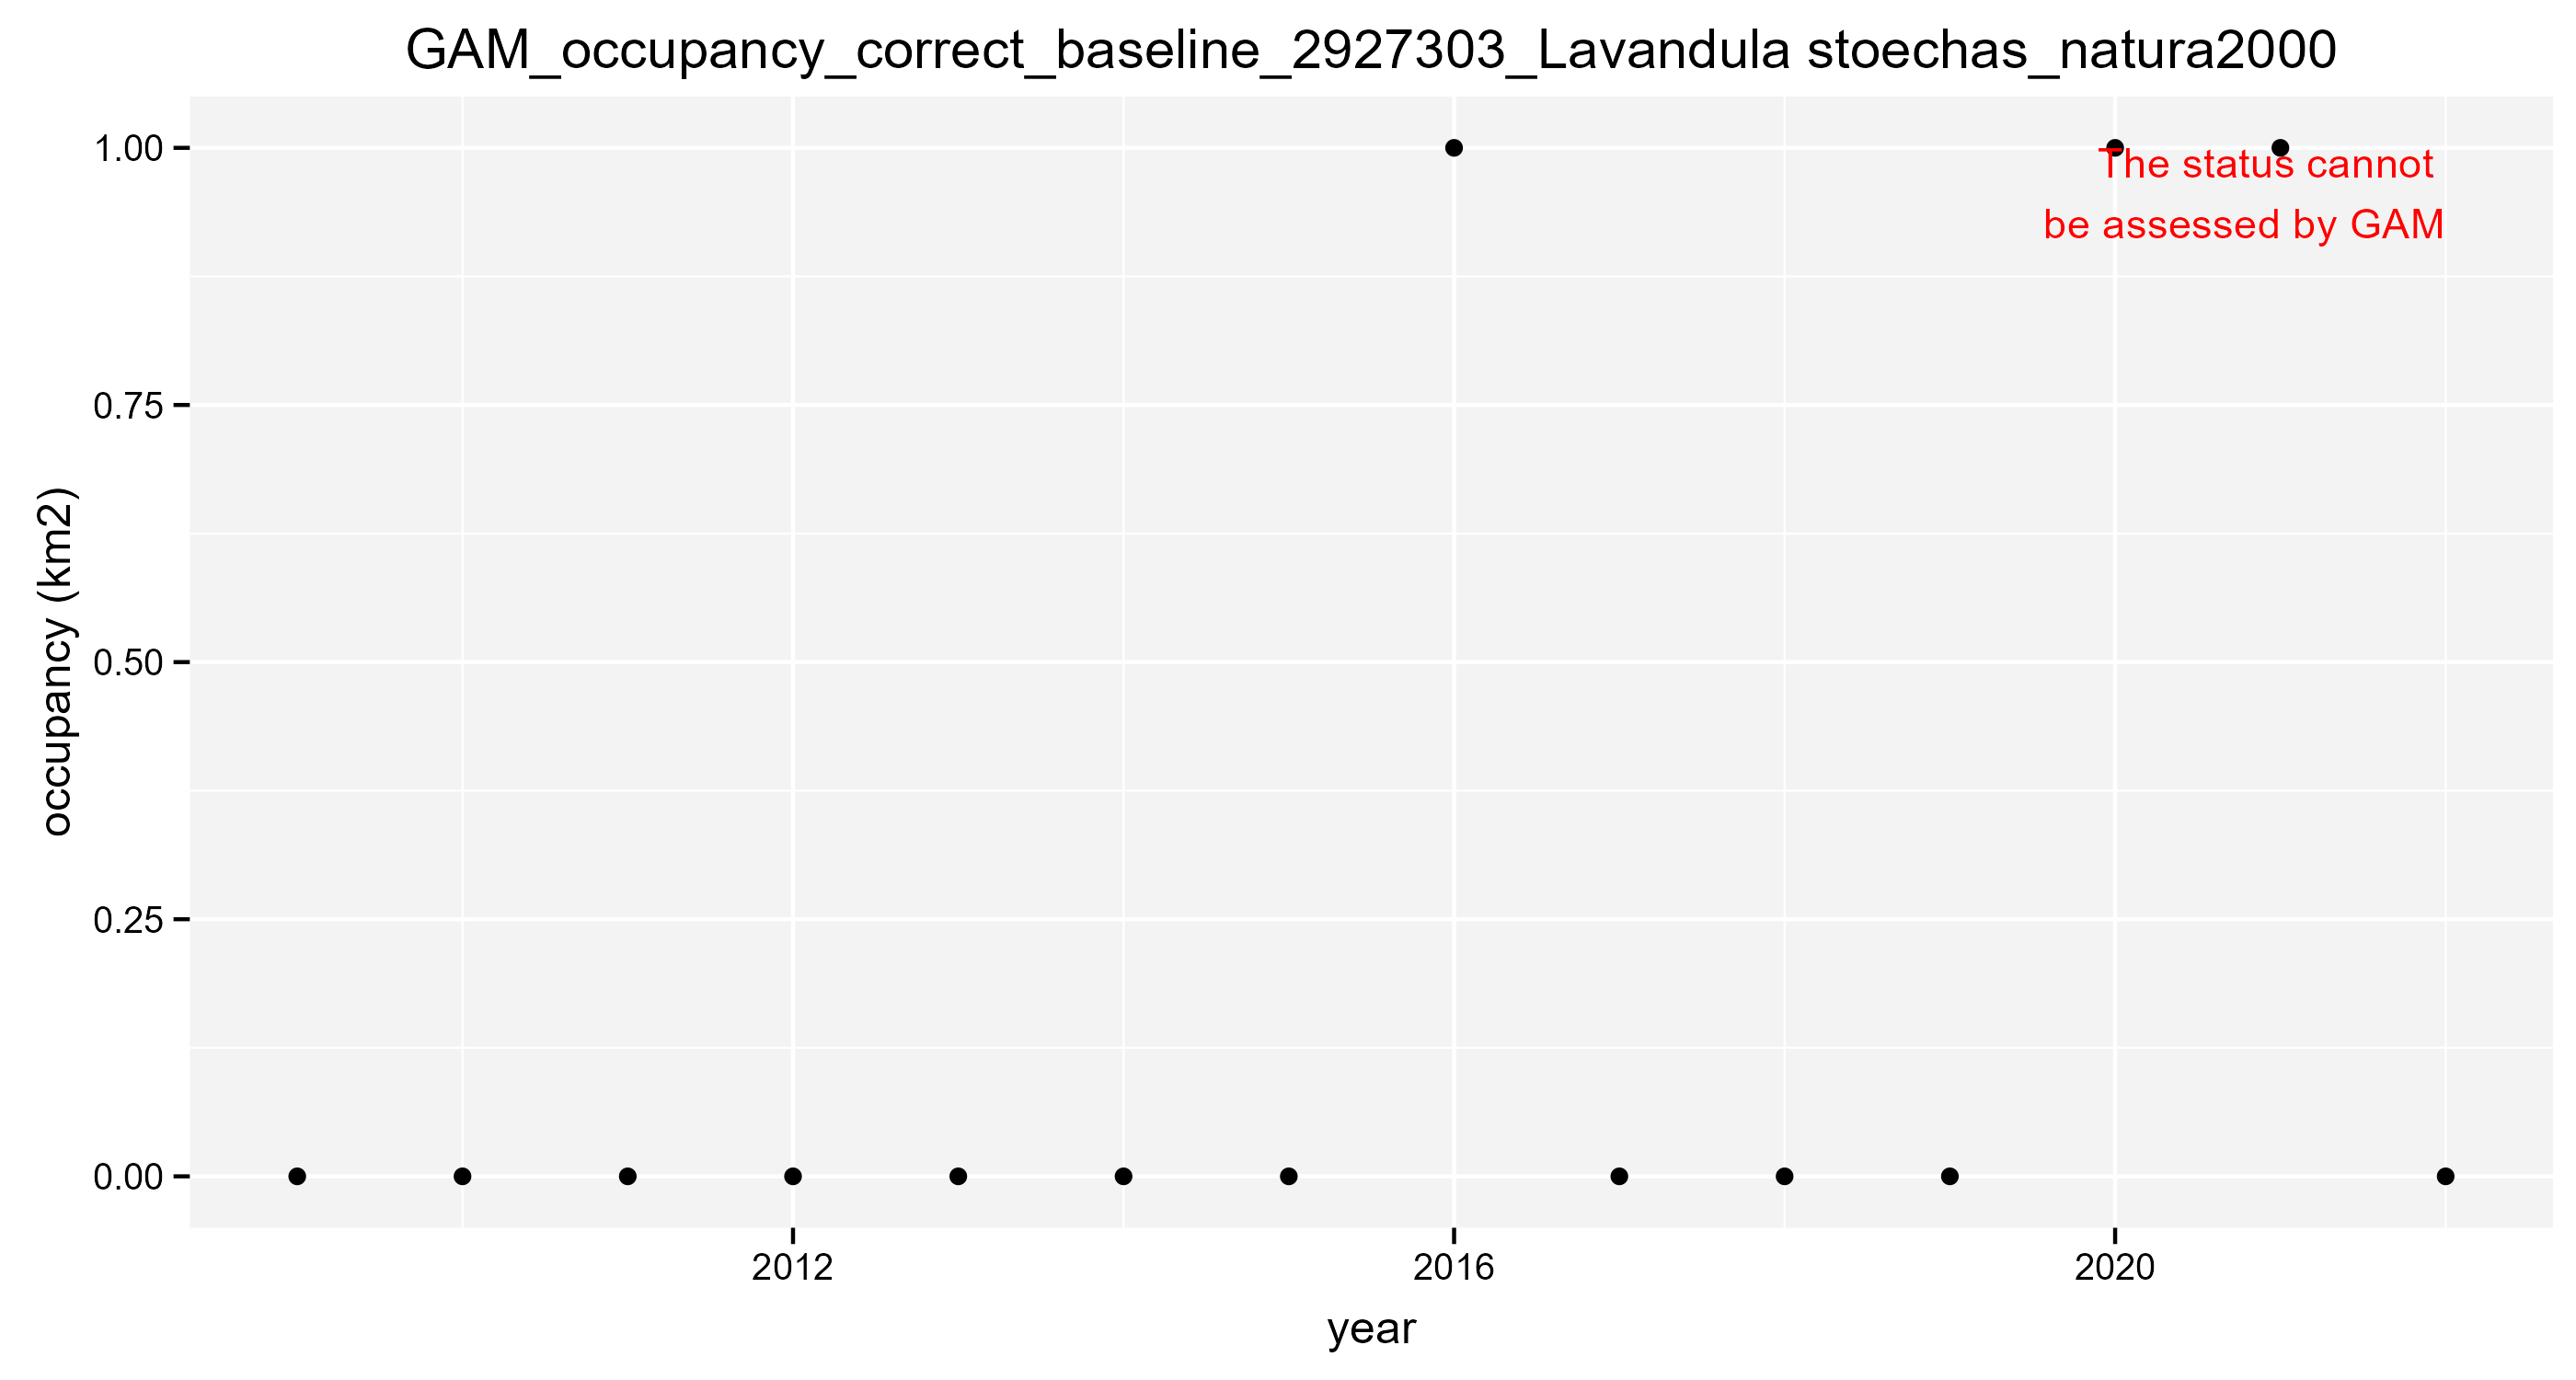 GAM_occupancy_correct_baseline_2927303_Lavandula stoechas_natura2000
1.00
0.75
0.50
0.25
0.00
occupancy (km2)
The status cannot
be assessed by GAM
2012
2016
2020
year